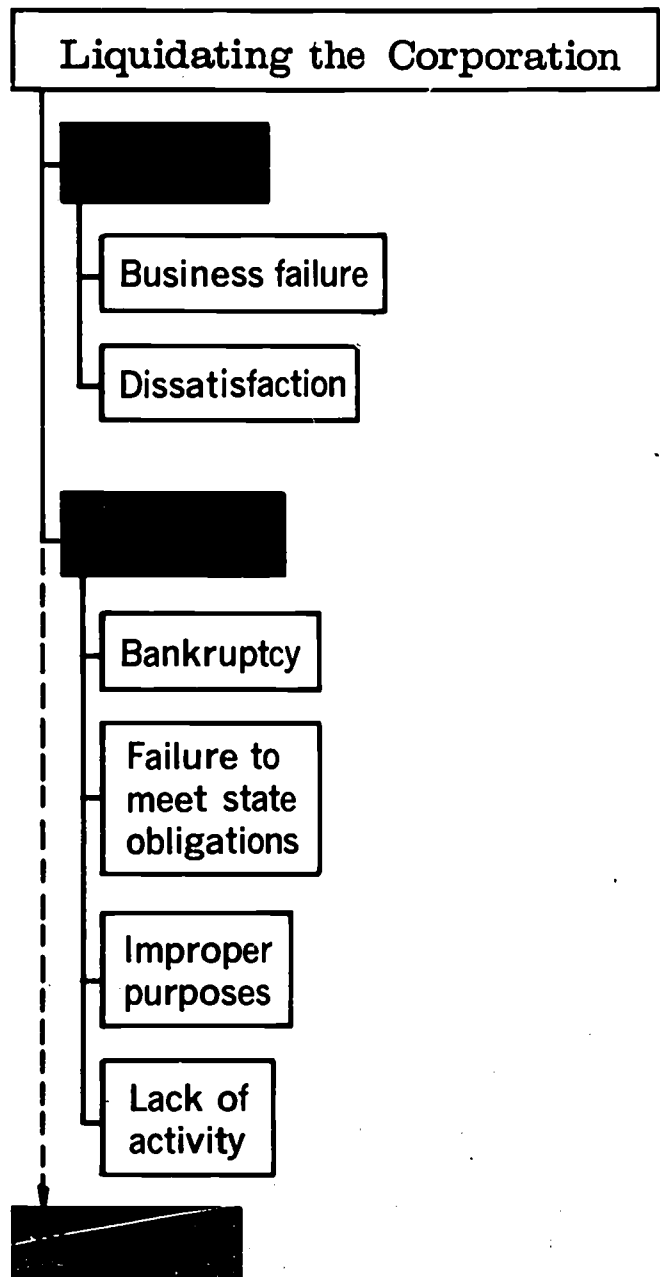 Liquidating the Corporation
Business failure
Dissatisfaction
Bankruptcy
Failure to
meet state
obligations
Improper
purposes
Lack of
activity